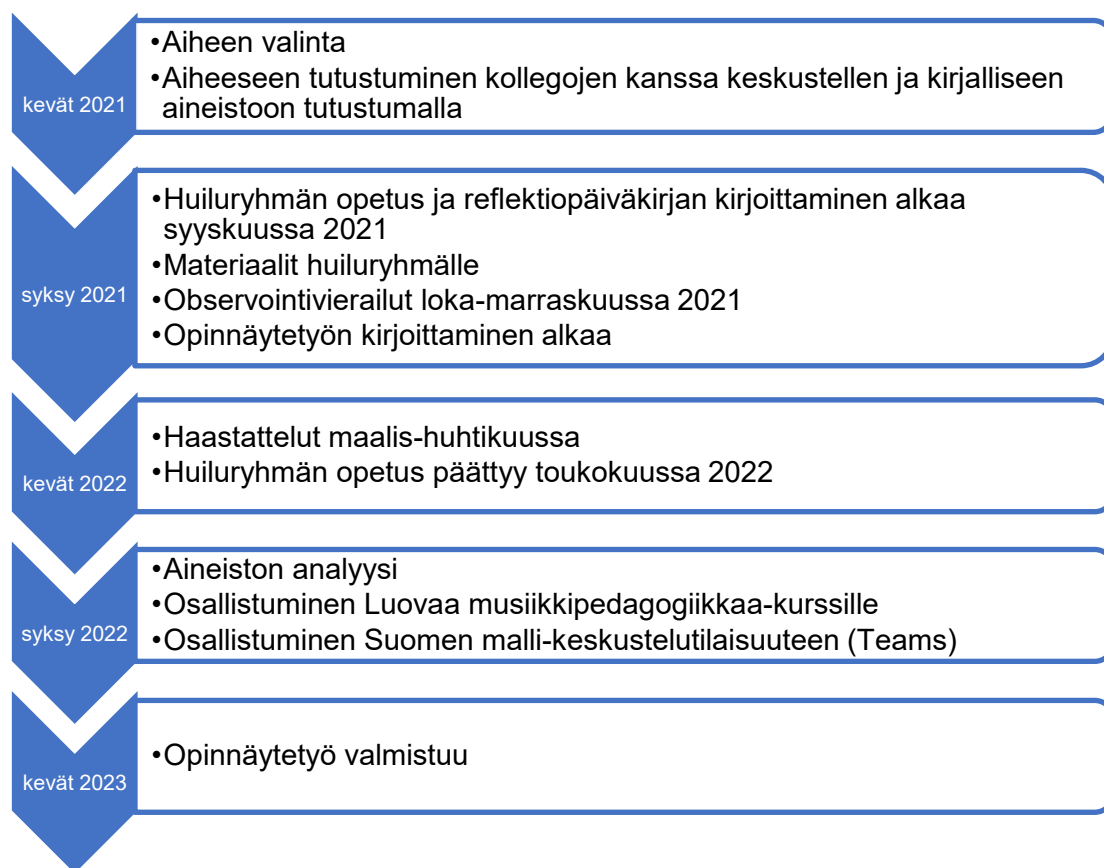 kevät 2021
•Aiheen valinta
•Aiheeseen tutustuminen kollegojen kanssa keskustellen ja kirjalliseen
aineistoon tutustumalla
syksy 2021
•Huiluryhmän opetus ja reflektiopäiväkirjan kirjoittaminen alkaa
syyskuussa 2021
•Materiaalit huiluryhmälle
•Observointivierailut loka-marraskuussa 2021
•Opinnäytetyön kirjoittaminen alkaa
kevät 2022
•Haastattelut maalis-huhtikuussa
•Huiluryhmän opetus päättyy toukokuussa 2022
syksy 2022
•Aineiston analyysi
•Osallistuminen Luovaa musiikkipedagogiikkaa-kurssille
•Osallistuminen Suomen malli-keskustelutilaisuuteen (Teams)
kevät 2023
•Opinnäytetyö valmistuu